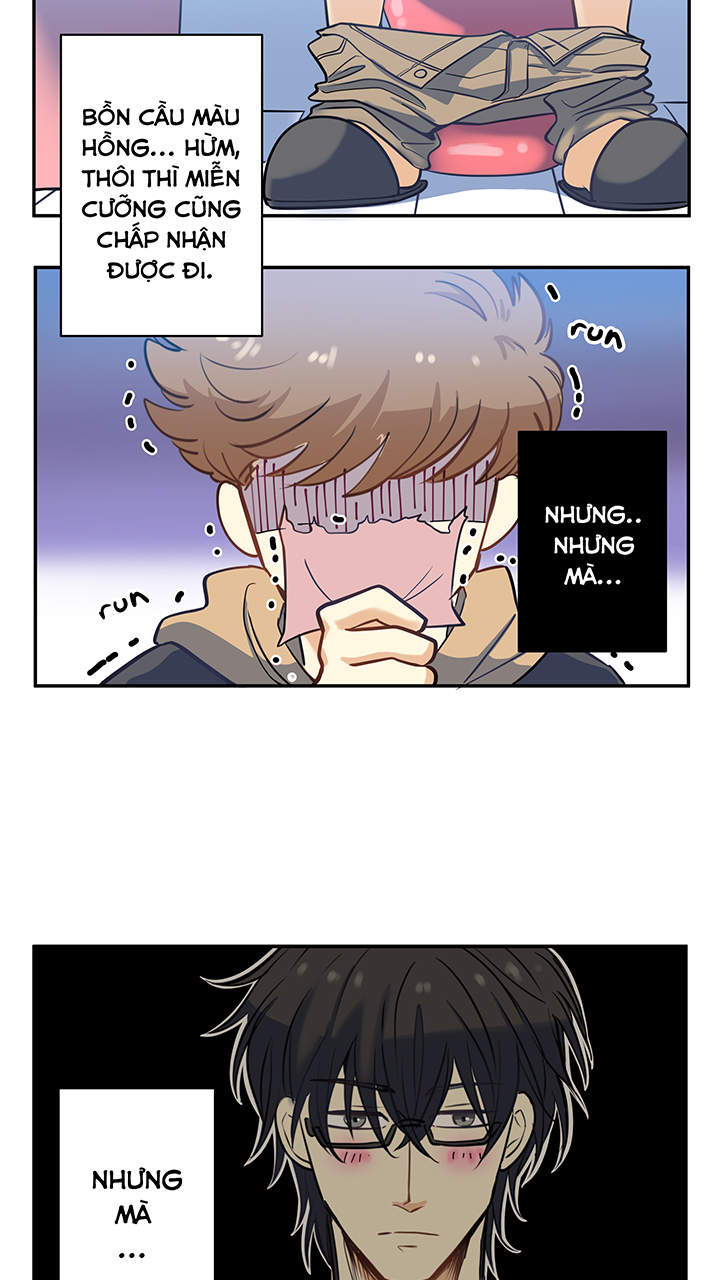 BỒN CẦU MÀU
HỒNG... HỪM,
THÔI THÌ MIỄN
CƯỠNG CŨNG
CHẤP NHẬN
ĐƯỢC ĐI.
run
NHƯNG..
NHƯNG
MÀ...
run
NHƯNG
MÀ
...